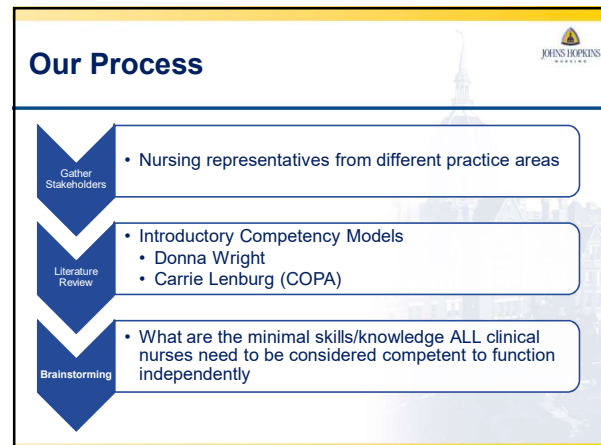 Our Process
JOHNS HOPKINS
NURSING
Gather
Stakeholders
• Nursing representatives from different practice areas
Literature
Review
• Introductory Competency Models
• Donna Wright
• Carrie Lenburg (COPA)
Brainstorming
• What are the minimal skills/knowledge ALL clinical
nurses need to be considered competent to function
independently